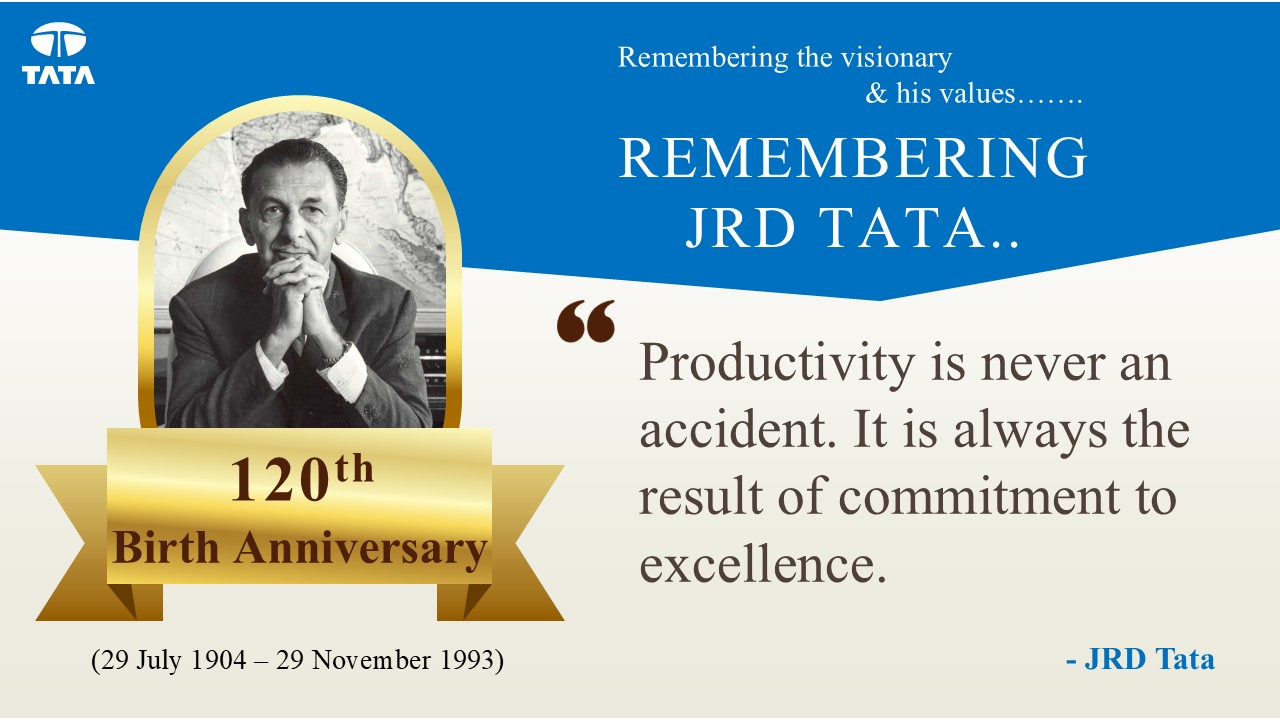 TATA
Remembering the visionary
& his values…….
REMEMBERING
JRD TATA..
“
Productivity is never an
accident. It is always the
result of commitment to
excellence.
120th
Birth Anniversary
(29 July 1904 – 29 November 1993)
- JRD Tata